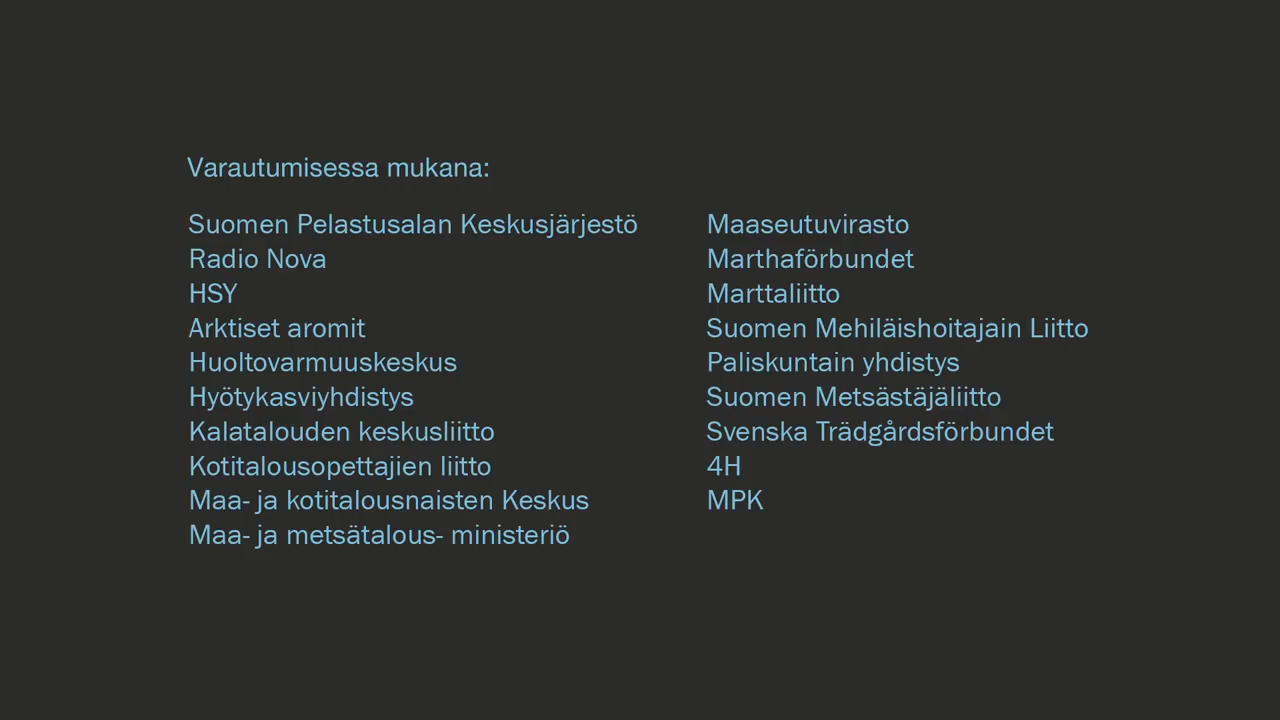 Varautumisessa mukana:
Suomen Pelastusalan Keskusjärjestö
Radio Nova
HSY
Arktiset aromit
Huoltovarmuuskeskus
Hyötykasviyhdistys
Kalatalouden keskusliitto
Kotitalousopettajien liitto
Maa- ja kotitalousnaisten Keskus
Maa- ja metsätalous- ministeriö
Maaseutuvirasto
Marthaförbundet
Marttaliitto
Suomen Mehiläishoitajain Liitto
Paliskuntain yhdistys
Suomen Metsästäjäliitto
Svenska Trädgårdsförbundet
4H
MPK